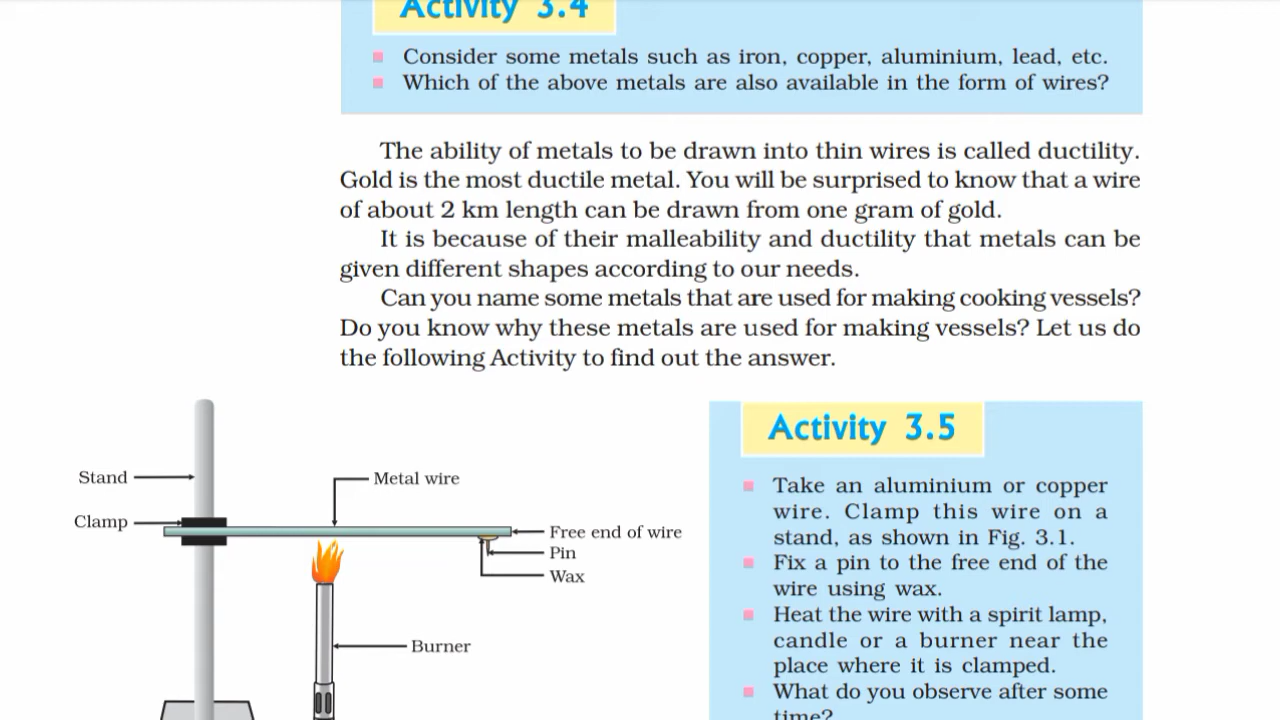 Activity 3.4
Consider some metals such as iron, copper, aluminium, lead, etc.
Which of the above metals are also available in the form of wires?
The ability of metals to be drawn into thin wires is called ductility.
Gold is the most ductile metal. You will be surprised to know that a wire
of about 2 km length can be drawn from one gram of gold.
It is because of their malleability and ductility that metals can be
given different shapes according to our needs.
Can you name some metals that are used for making cooking vessels?
Do you know why these metals are used for making vessels? Let us do
the following Activity to find out the answer.
Stand
Metal wire
Clamp
Free end of wire
Pin
Wax
Burner
Activity 3.5
Take an aluminium or copper
wire. Clamp this wire on a
stand, as shown in Fig. 3.1.
Fix a pin to the free end of the
wire using wax.
Heat the wire with a spirit lamp,
candle or a burner near the
place where it is clamped.
What do you observe after some
time?